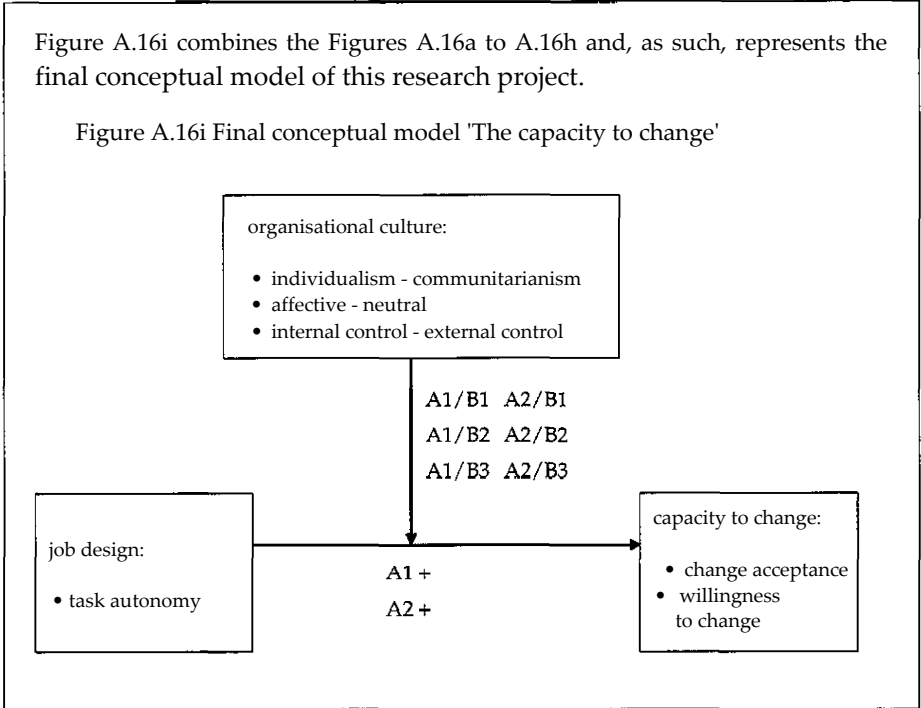 Figure A.16i combines the Figures A.16a to A.16h and, as such, represents the
final conceptual model of this research project.
Figure A.16i Final conceptual model 'The capacity to change'
organisational culture:
• individualism - communitarianism
• affective - neutral
• internal control - external control
A1/B1 A2/B1
A1/B2 A2/B2
A1/B3 A2/B3
job design:
• task autonomy
A1 +
A2 +
capacity to change:
• change acceptance
• willingness
to change